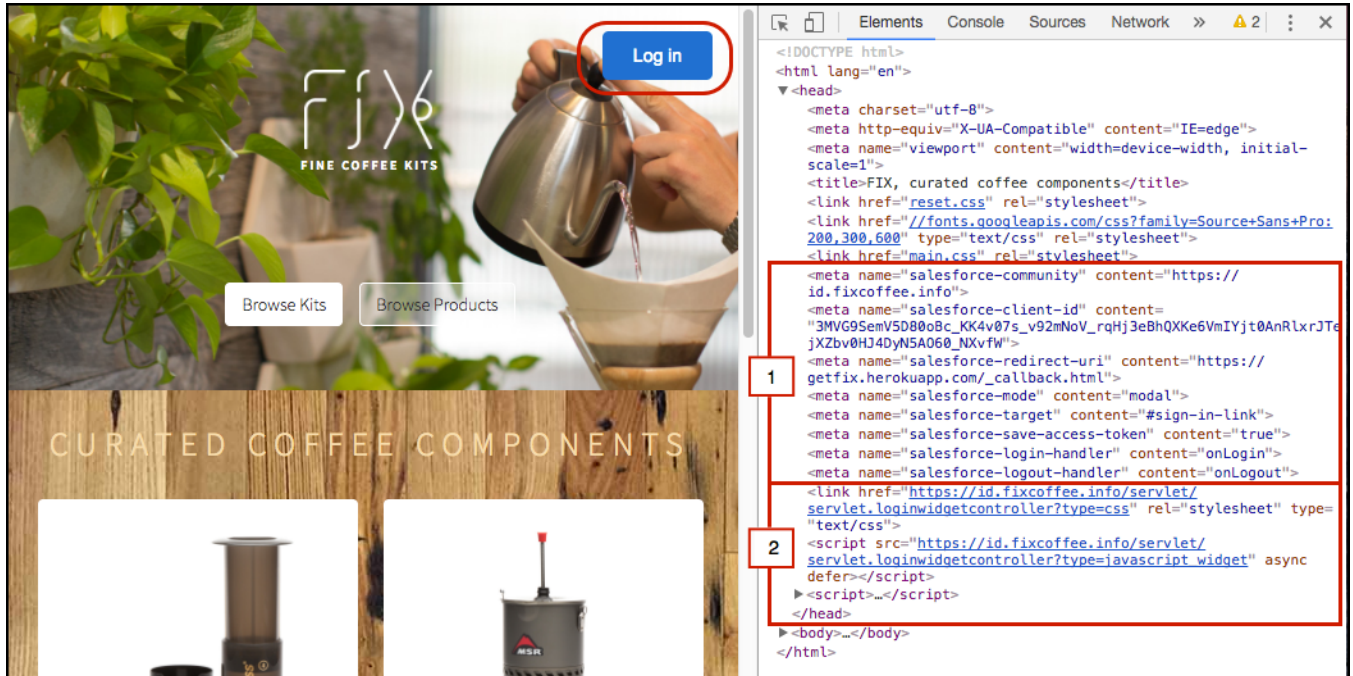 Log in
FIX
FINE COFFEE KITS
Browse Kits
Browse Products
CURATED COFFEE COMPONENTS
MSR
Elements Console Sources Network » 2
<!DOCTYPE html>
<html lang="en">
<head>
<meta charset="utf-8">
<meta http-equiv="X-UA-Compatible" content="IE=edge">
<meta name="viewport" content="width=device-width, initial-
scale=1">
<title>FIX, curated coffee components</title>
<link href="reset.css" rel="stylesheet">
<link href="//fonts.googleapis.com/css?family=Source+Sans+Pro:
200,300,600" type="text/css" rel="stylesheet">
<link href="main.css" rel="stylesheet">
1
<meta name="salesforce-community" content="https://
id.fixcoffee.info">
<meta name="salesforce-client-id" content=
"3MVG9SemV5D80oBc_KK4v07s_v92mNoV_rqHj3eBhQXKe6VmIYjt0AnRlxrJTe
jXZbv0HJ4DyN5AO60_NXvfW">
<meta name="salesforce-redirect-uri" content="https://
getfix.herokuapp.com/_callback.html">
<meta name="salesforce-mode" content="modal">
<meta name="salesforce-target" content="#sign-in-link">
<meta name="salesforce-save-access-token" content="true">
<meta name="salesforce-login-handler" content="onLogin">
<meta name="salesforce-logout-handler" content="onLogout">
2
<link href="https://id.fixcoffee.info/servlet/
servlet.loginwidgetcontroller?type=css" rel="stylesheet" type=
"text/css">
<script src="https://id.fixcoffee.info/servlet/
servlet.loginwidgetcontroller?type=javascript_widget" async
defer></script>
<script>…</script>
</head>
<body>…</body>
</html>